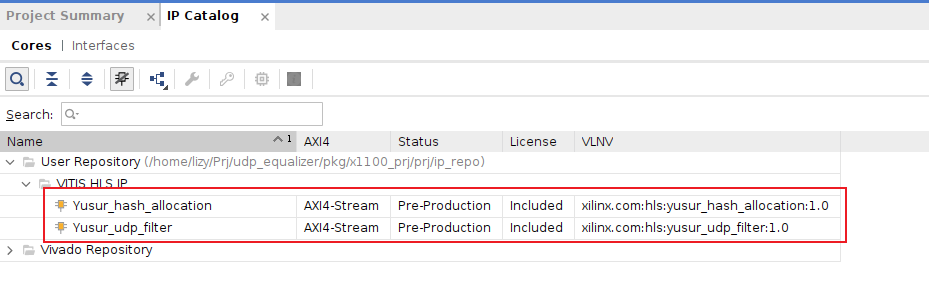 Project Summary × IP Catalog ×
Cores | Interfaces
Search:
Name 1 AXI4 Status License VLNV
User Repository (/home/lizy/Prj/udp_equalizer/pkg/x1100_prj/prj/ip_repo)
VITIS HLS IP
Yusur_hash_allocation AXI4-Stream Pre-Production Included xilinx.com:hls:yusur_hash_allocation:1.0
Yusur_udp_filter AXI4-Stream Pre-Production Included xilinx.com:hls:yusur_udp_filter:1.0
Vivado Repository